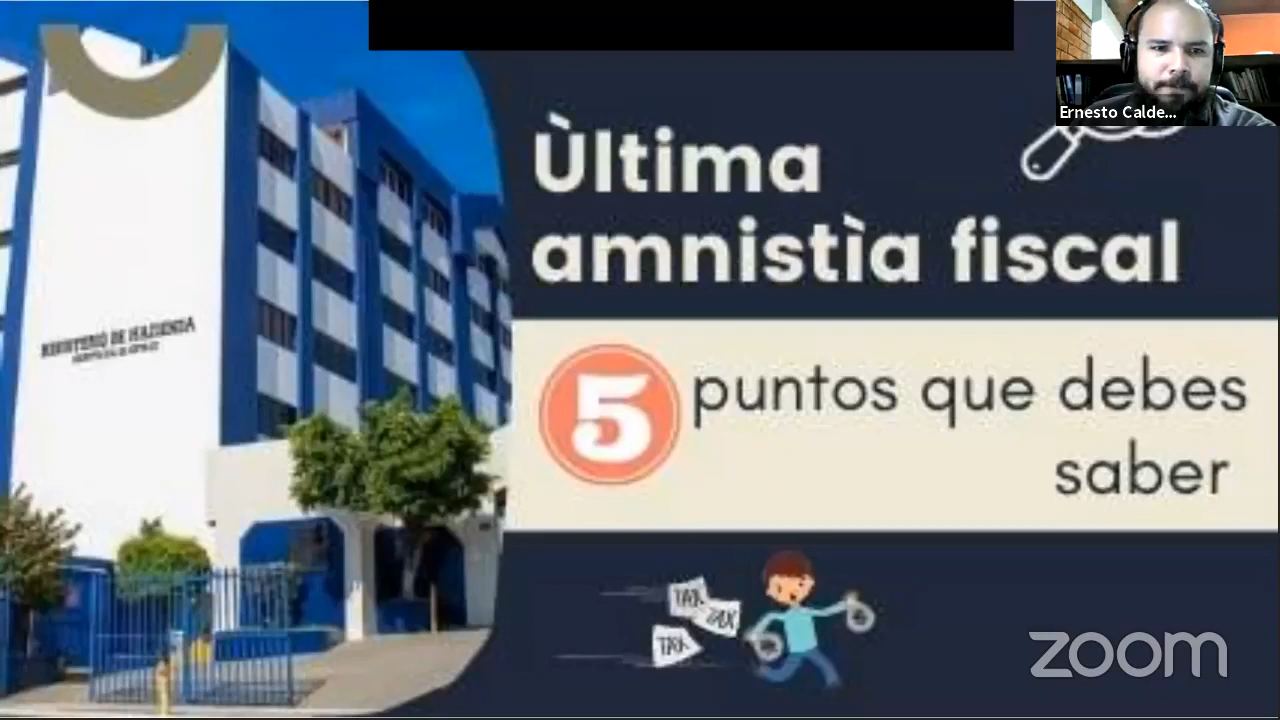 Ernesto Calde...
Ùltima
amnistìa fiscal
MINISTERIO DE HACIENDA
5 puntos que debes
saber
TAX
TAX
TAX
zoom